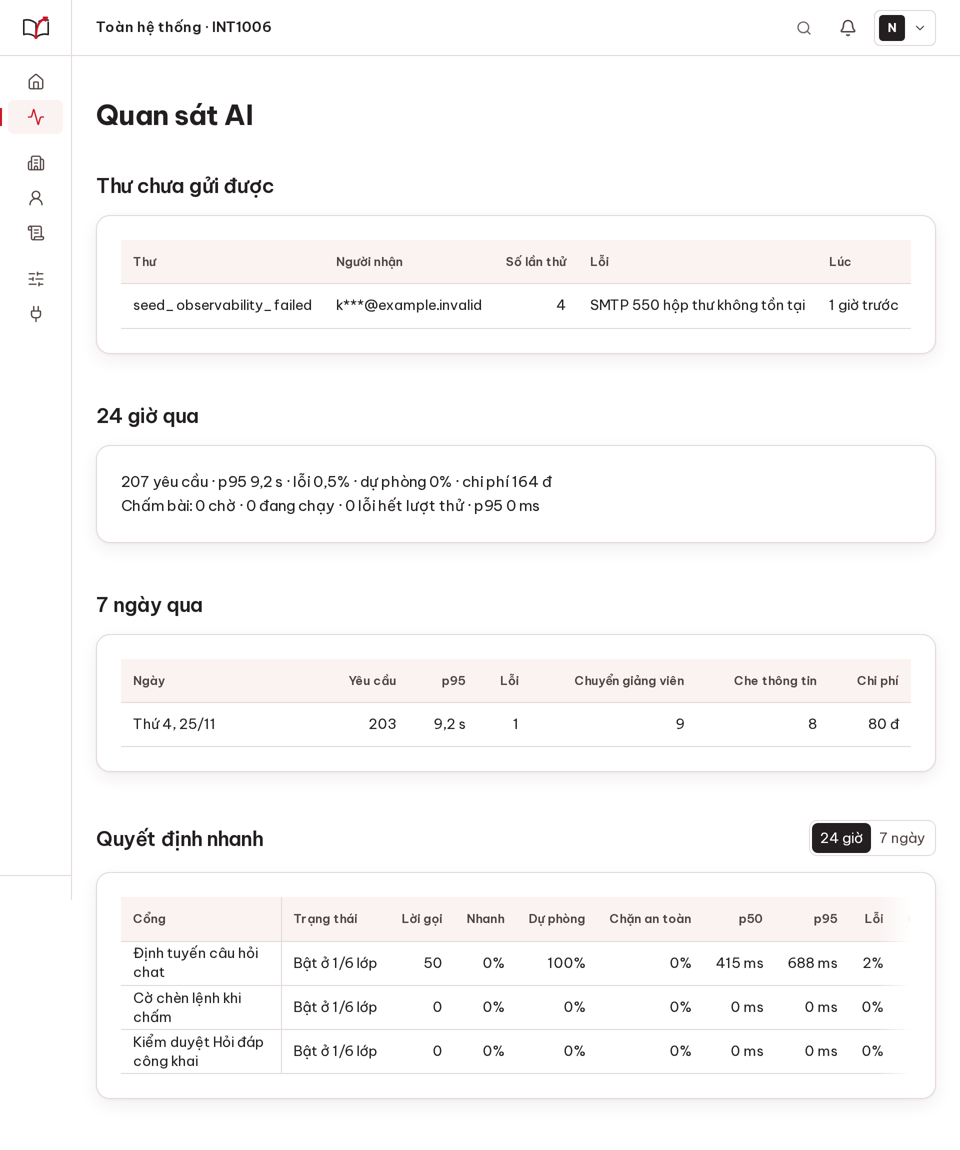 Toàn hệ thống · INT1006
N
Quan sát AI
Thư chưa gửi được
Thư Người nhận Số lần thử Lỗi Lúc
seed_observability_failed k***@example.invalid 4 SMTP 550 hộp thư không tồn tại 1 giờ trước
24 giờ qua
207 yêu cầu · p95 9,2 s · lỗi 0,5% · dự phòng 0% · chi phí 164 đ
Chấm bài: 0 chờ · 0 đang chạy · 0 lỗi hết lượt thử · p95 0 ms
7 ngày qua
Ngày Yêu cầu p95 Lỗi Chuyển giảng viên Che thông tin Chi phí
Thứ 4, 25/11 203 9,2 s 1 9 8 80 đ
Quyết định nhanh
24 giờ 7 ngày
Cổng Trạng thái Lời gọi Nhanh Dự phòng Chặn an toàn p50 p95 Lỗi
Định tuyến câu hỏi chat Bật ở 1/6 lớp 50 0% 100% 0% 415 ms 688 ms 2%
Cờ chèn lệnh khi chấm Bật ở 1/6 lớp 0 0% 0% 0% 0 ms 0 ms 0%
Kiểm duyệt Hỏi đáp công khai Bật ở 1/6 lớp 0 0% 0% 0% 0 ms 0 ms 0%